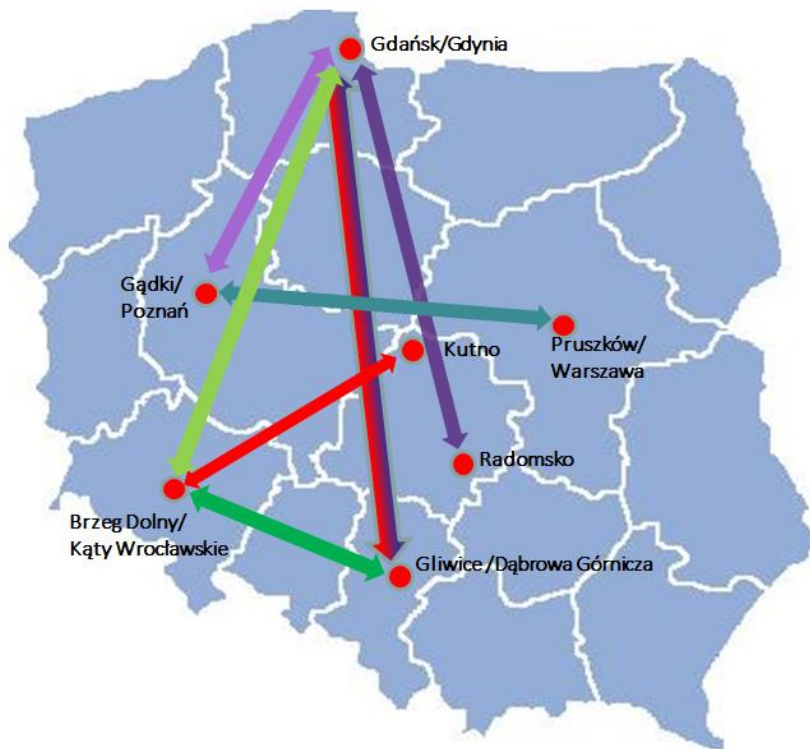 Gdańsk/Gdynia
Gądki/
Poznań
Kutno
Pruszków/
Warszawa
Radomsko
Brzeg Dolny/
Kąty Wrocławskie
Gliwice /Dąbrowa Górnicza